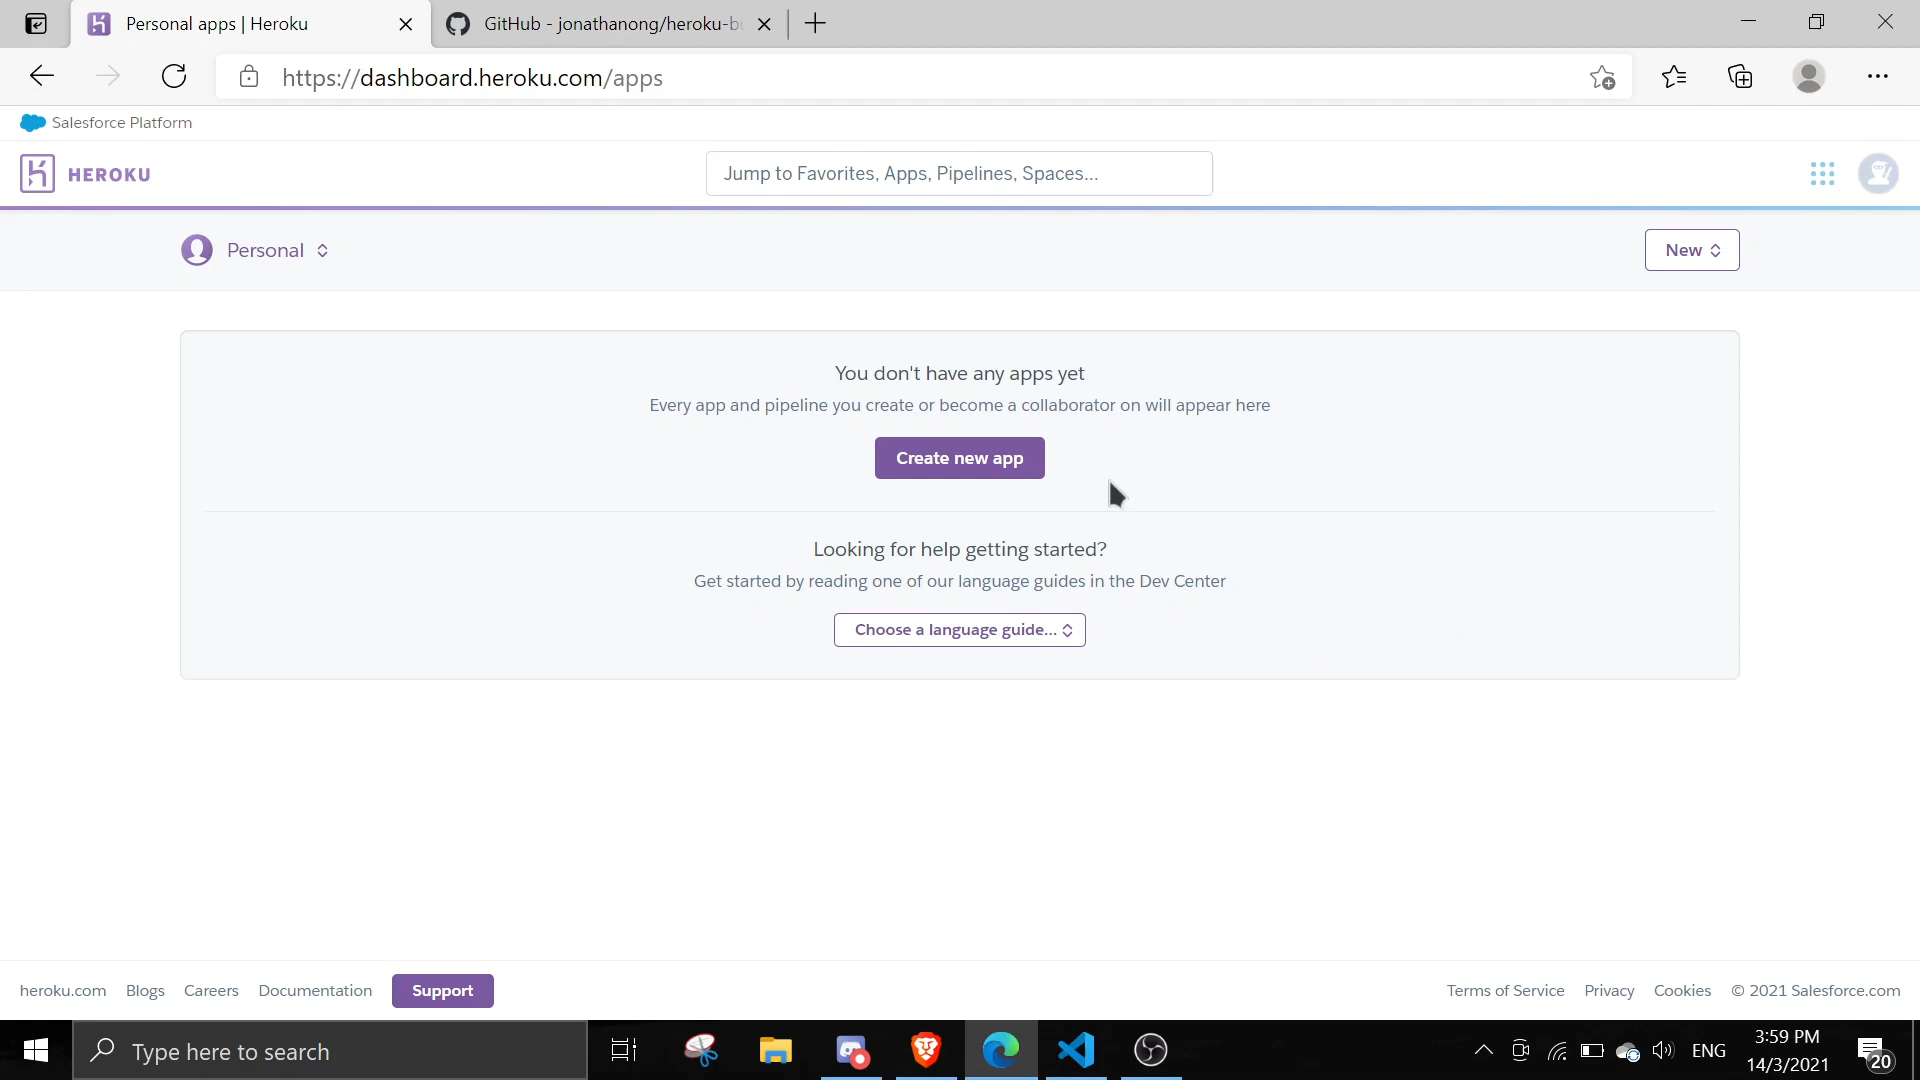 Personal apps | Heroku
GitHub - jonathanong/heroku-bu
https://dashboard.heroku.com/apps
Salesforce Platform
HEROKU
Jump to Favorites, Apps, Pipelines, Spaces...
Personal
New
You don't have any apps yet
Every app and pipeline you create or become a collaborator on will appear here
Create new app
Looking for help getting started?
Get started by reading one of our language guides in the Dev Center
Choose a language guide...
heroku.com Blogs Careers Documentation Support
Terms of Service Privacy Cookies © 2021 Salesforce.com
Type here to search
ENG
3:59 PM
14/3/2021
20